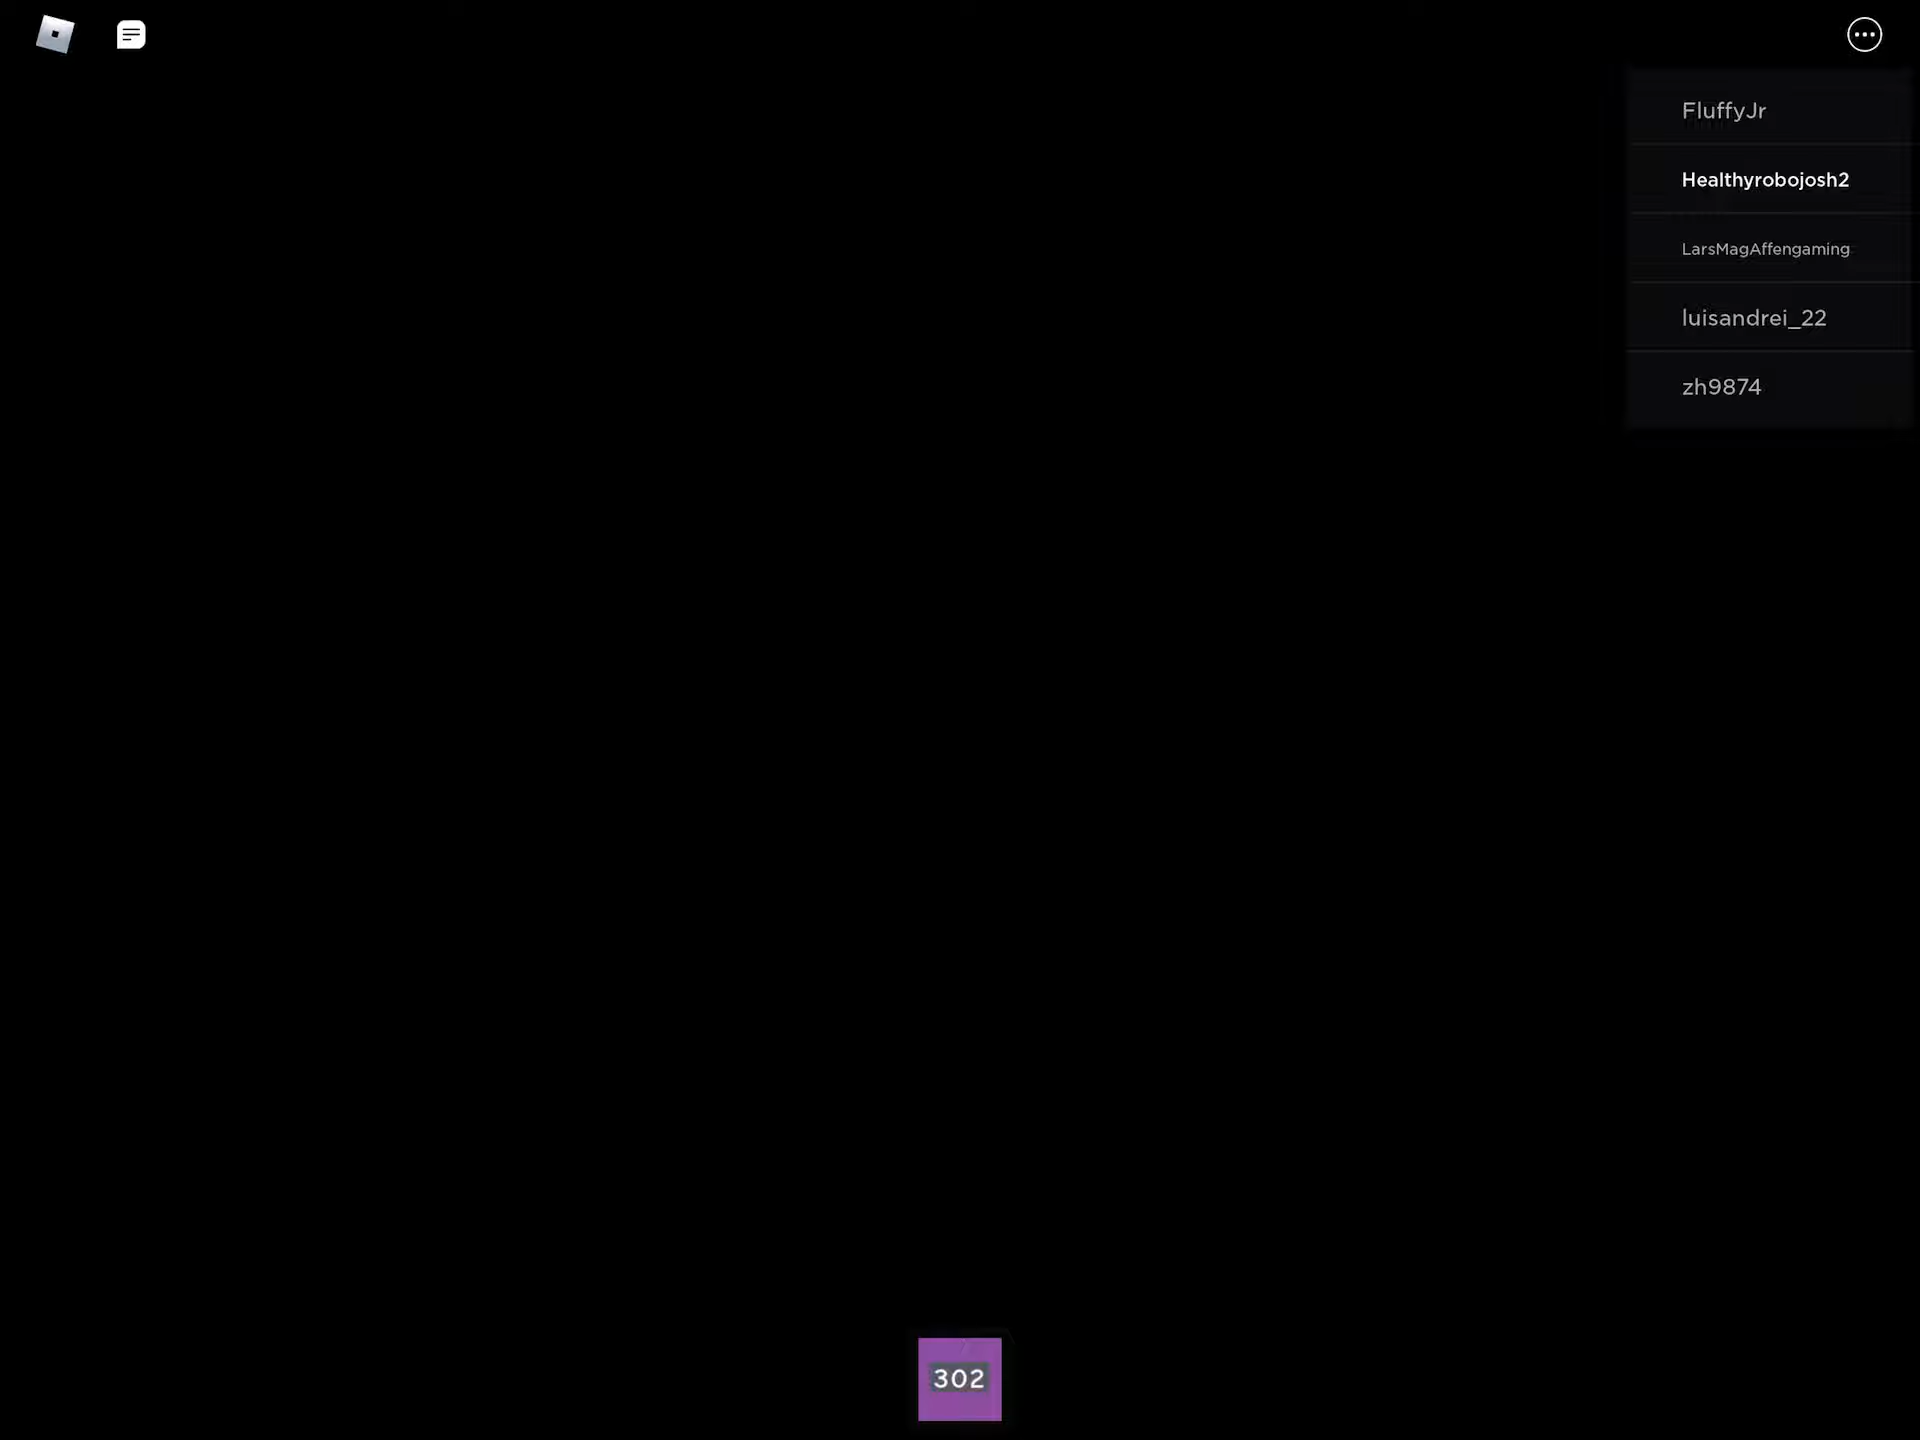 FluffyJr
Healthyrobojosh2
LarsMagAffengaming
luisandrei_22
zh9874
302